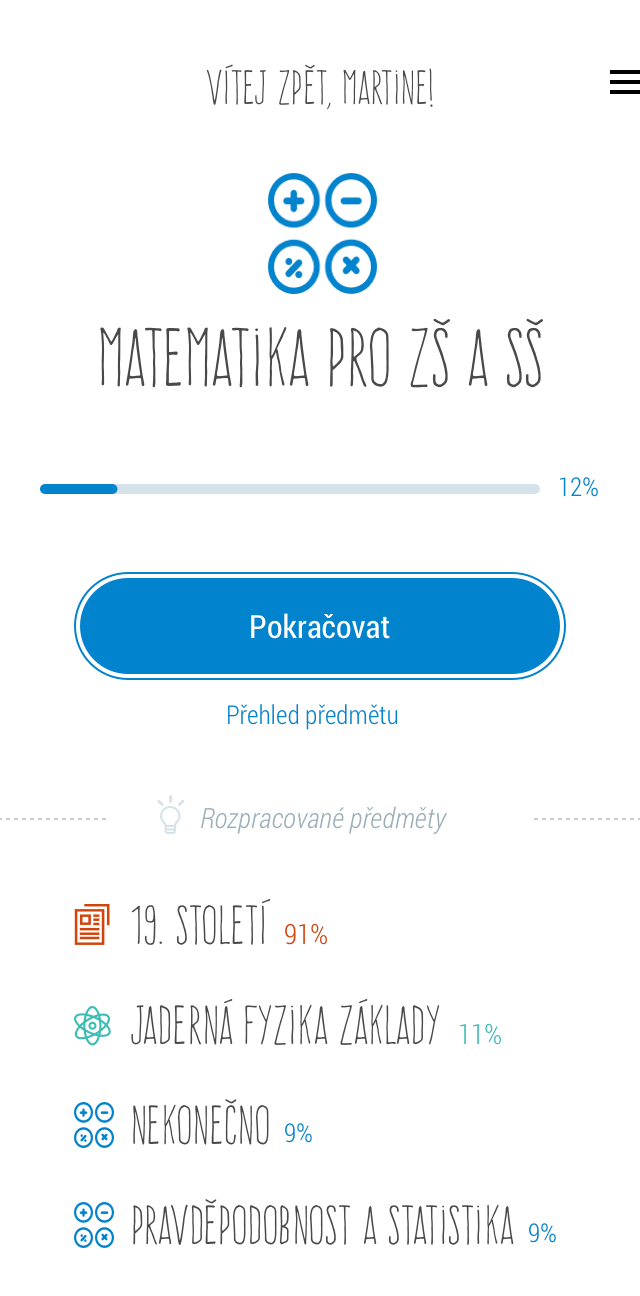 VÍTEJ ZPĚT, MARTINE!
MATEMATIKA PRO ZŠ A SŠ
12%
Pokračovat
Přehled předmětu
Rozpracované předměty
19. STOLETÍ 91%
JADERNÁ FYZIKA ZÁKLADY 11%
NEKONEČNO 9%
PRAVDĚPODOBNOST A STATISTIKA 9%